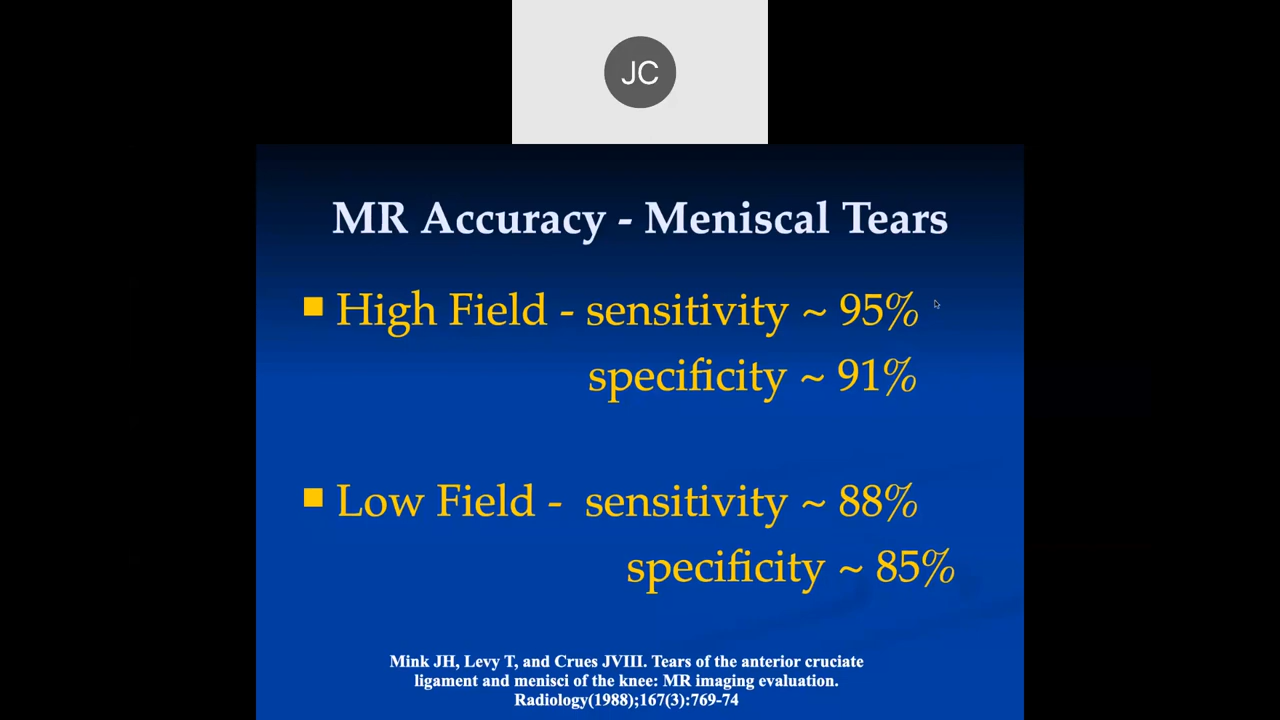 JC
MR Accuracy - Meniscal Tears
High Field - sensitivity ~ 95%
specificity ~ 91%
Low Field - sensitivity ~ 88%
specificity ~ 85%
Mink JH, Levy T, and Crues JVIII. Tears of the anterior cruciate
ligament and menisci of the knee: MR imaging evaluation.
Radiology(1988);167(3):769-74